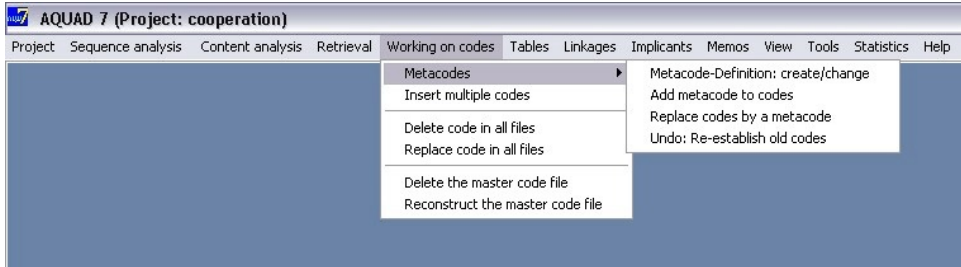 AQUAD 7 (Project: cooperation)
Project Sequence analysis Content analysis Retrieval Working on codes Tables Linkages Implicants Memos View Tools Statistics Help
Metacodes
Insert multiple codes
Delete code in all files
Replace code in all files
Delete the master code file
Reconstruct the master code file
Metacode-Definition: create/change
Add metacode to codes
Replace codes by a metacode
Undo: Re-establish old codes